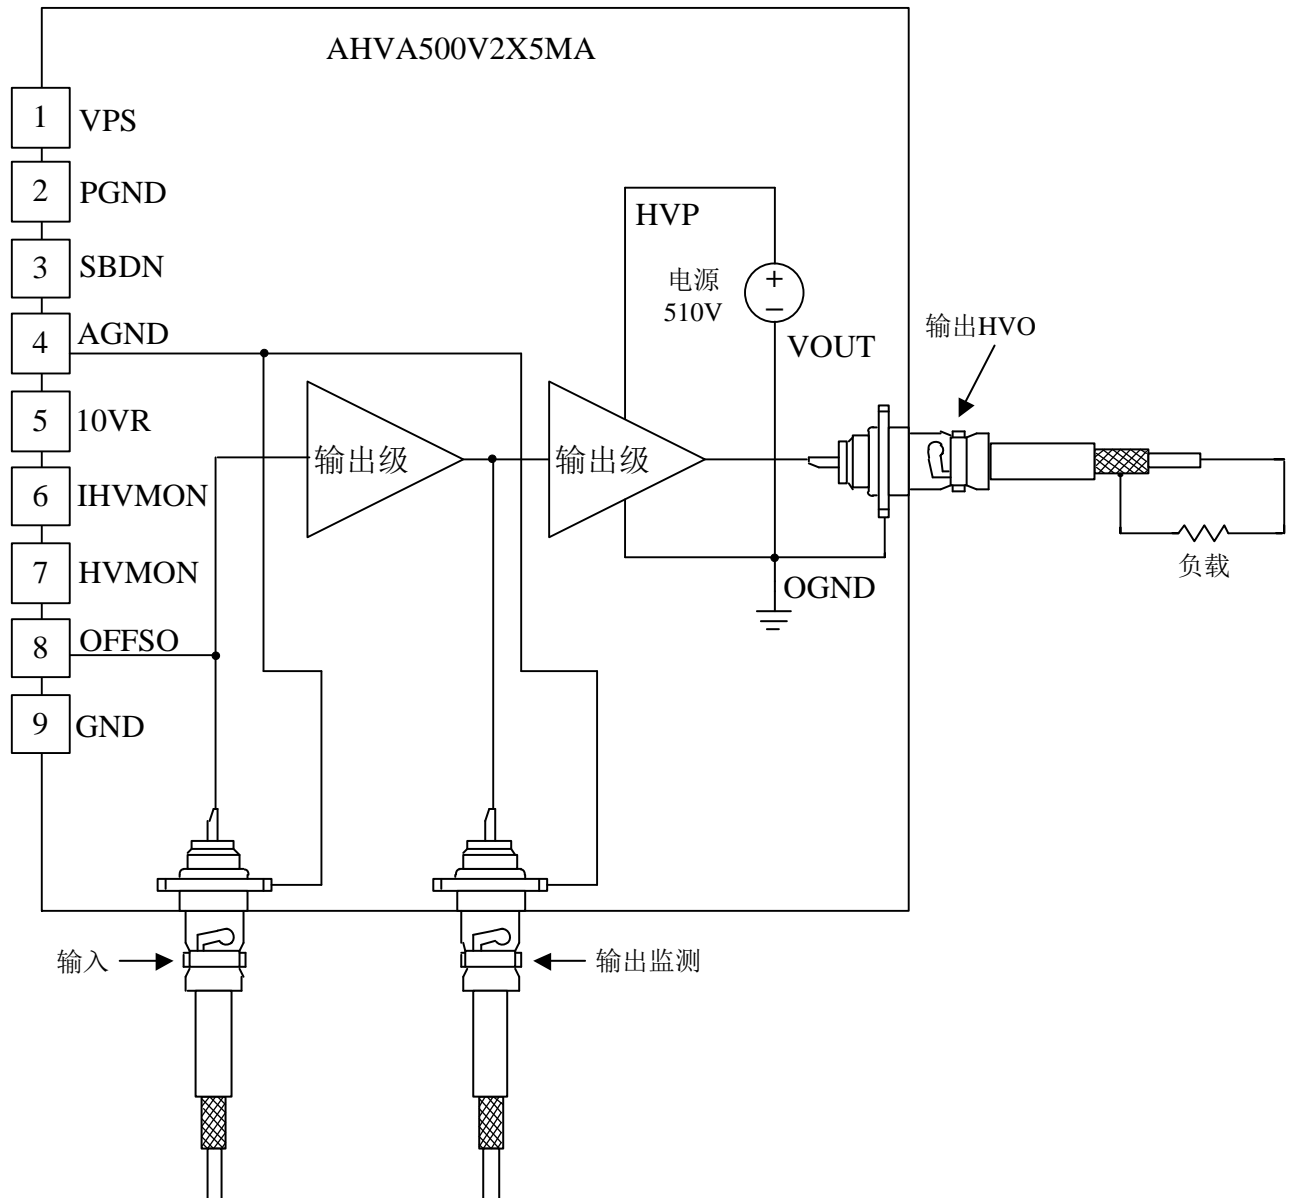 AHVA500V2X5MA
1 VPS
2 PGND
3 SBDN
4 AGND
5 10VR
6 IHVMON
7 HVMON
8 OFFSO
9 GND
HVP
电源
510V
+
−
VOUT
输出HVO
输出级
输出级
OGND
负载
输入
输出监测